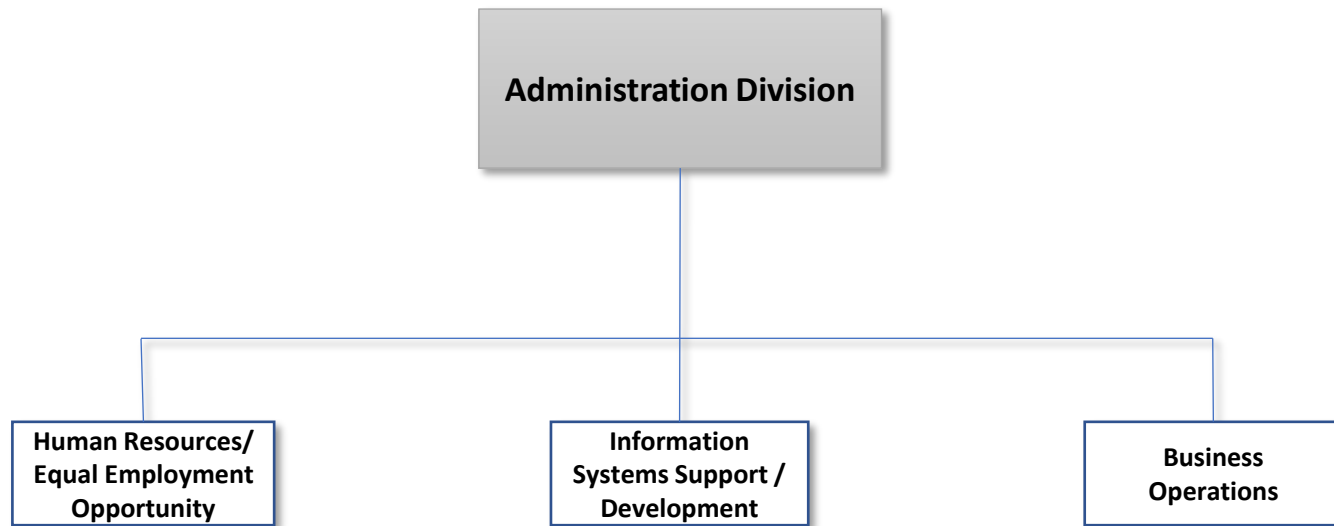 Administration Division
Human Resources/
Equal Employment
Opportunity
Information
Systems Support /
Development
Business
Operations